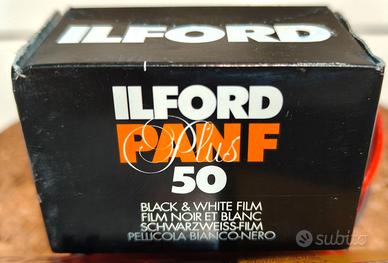 ILFORD
ILFORD
PAN F
Plus
50
BLACK & WHITE FILM
FILM NOIR ET BLANC
SCHWARZWEISS-FILM
PELLICOLA BIANCO-NERO
subito